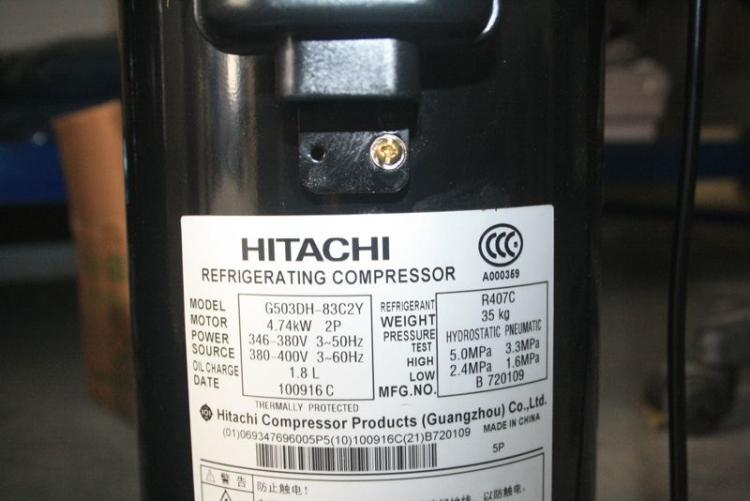 HITACHI
CCC
A000359
REFRIGERATING COMPRESSOR
MODEL G503DH-83C2Y
MOTOR 4.74kW 2P
POWER SOURCE 346-380V 3~50Hz
380-400V 3~60Hz
OIL CHARGE 1.8 L
DATE 100916 C
REFRIGERANT R407C
WEIGHT 35 kg
PRESSURE TEST HYDROSTATIC PNEUMATIC
HIGH 5.0MPa 3.3MPa
LOW 2.4MPa 1.6MPa
MFG.NO. B 720109
THERMALLY PROTECTED
Hitachi Compressor Products (Guangzhou) Co.,Ltd.
(01)069347696005P5(10)100916C(21)B720109
MADE IN CHINA
5P
警告 防止触电!
以防触电。